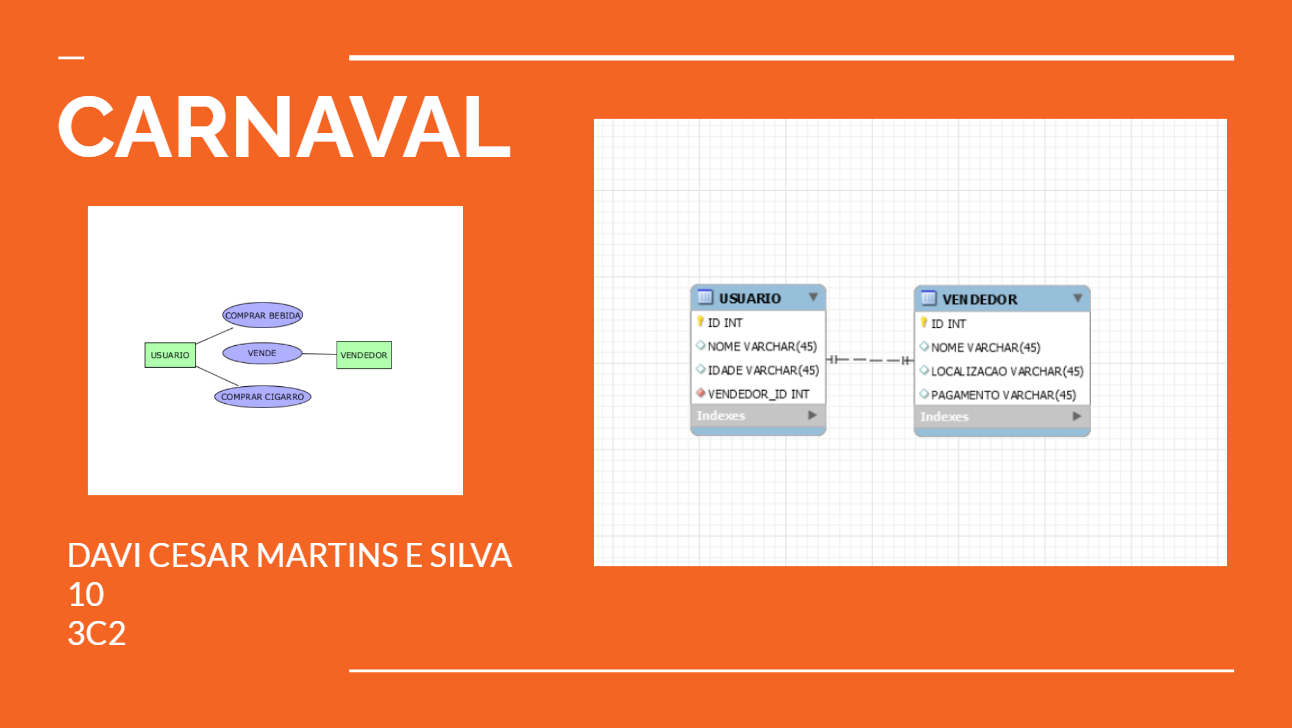 CARNAVAL
COMPRAR BEBIDA
USUARIO
VENDE
VENDEDOR
COMPRAR CIGARRO
DAVI CESAR MARTINS E SILVA
10
3C2
USUARIO
ID INT
NOME VARCHAR(45)
IDADE VARCHAR(45)
VENDEDOR_ID INT
Indexes
VENDEDOR
ID INT
NOME VARCHAR(45)
LOCALIZACAO VARCHAR(45)
PAGAMENTO VARCHAR(45)
Indexes